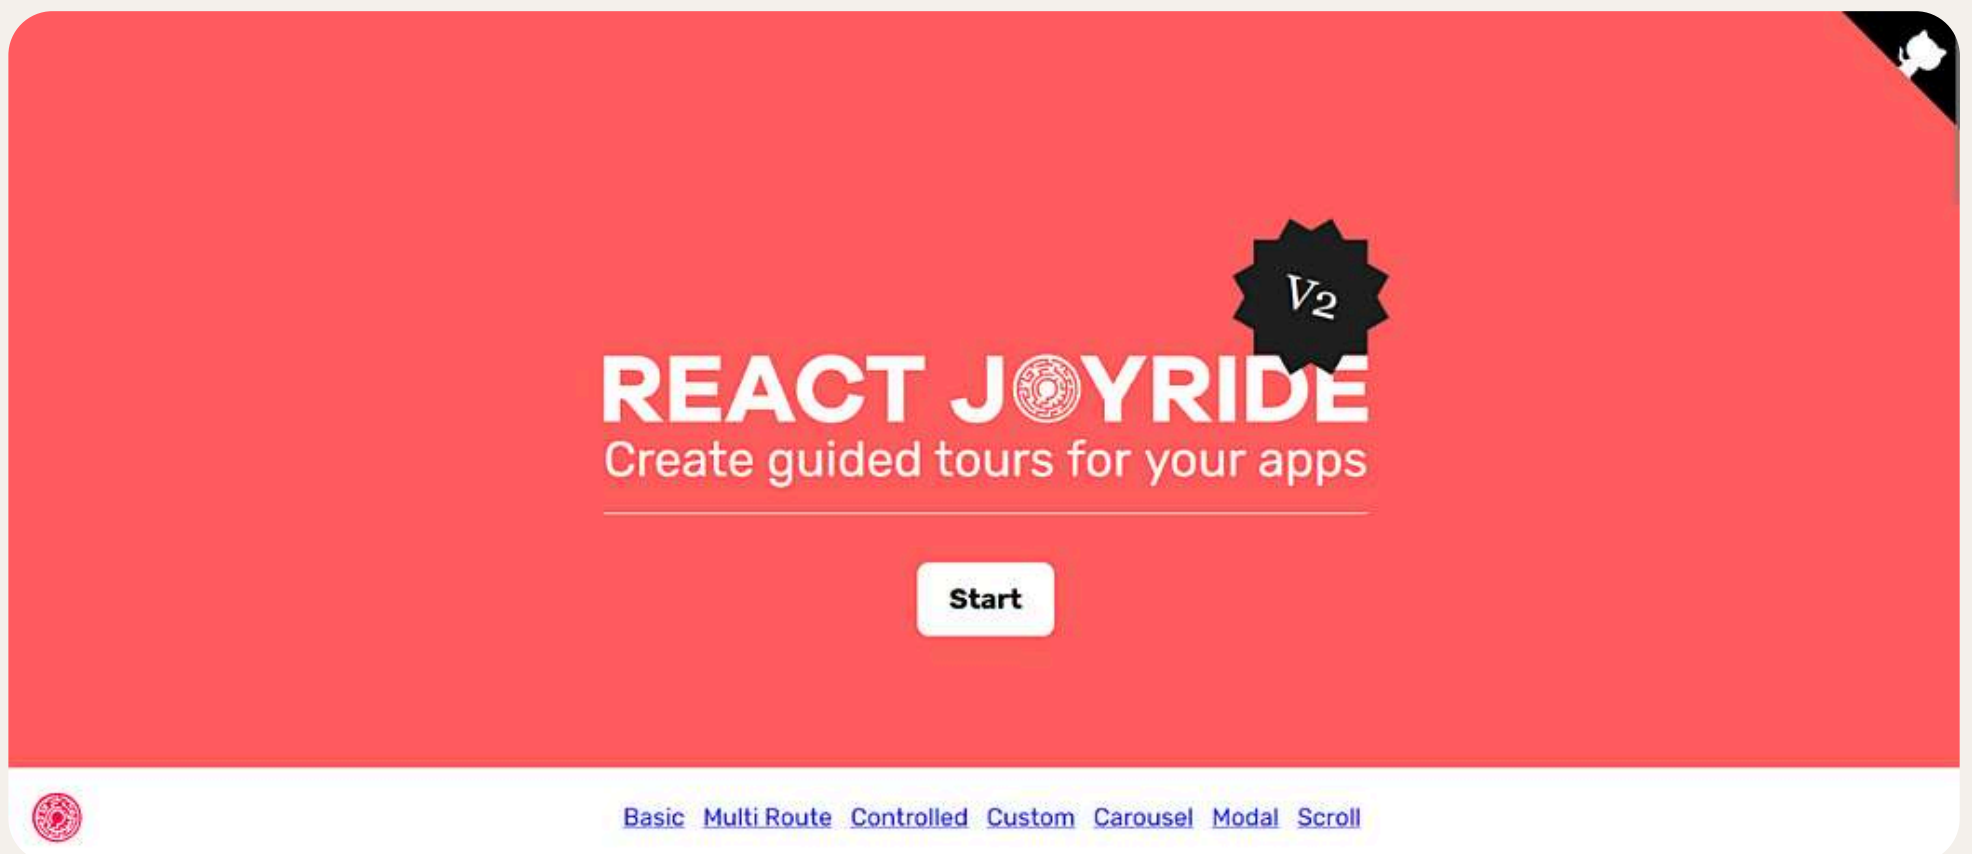 V2
REACT JOYRIDE
Create guided tours for your apps
Start
Basic Multi Route Controlled Custom Carousel Modal Scroll